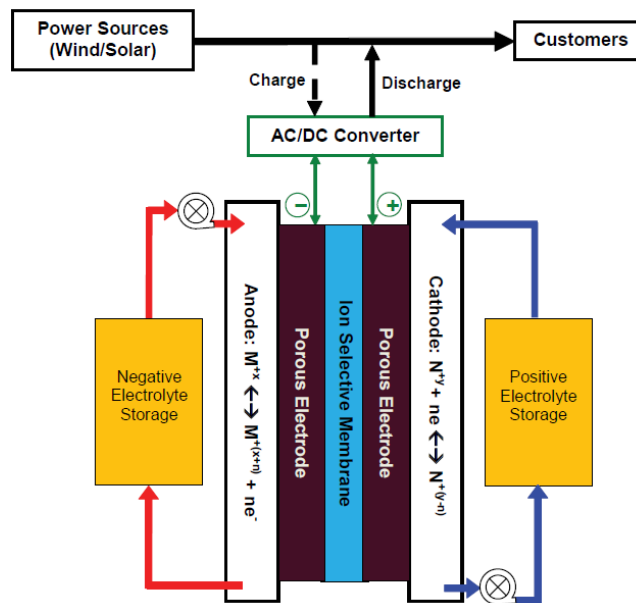 Power Sources
(Wind/Solar)
Customers
Charge
Discharge
AC/DC Converter
−
+
Negative
Electrolyte
Storage
Anode: M⁺ˣ ←→ M⁺⁽ˣ⁺ⁿ⁾ + ne⁻
Porous Electrode
Ion Selective Membrane
Porous Electrode
Cathode: N⁺ʸ + ne ←→ N⁺⁽ʸ⁻ⁿ⁾
Positive
Electrolyte
Storage